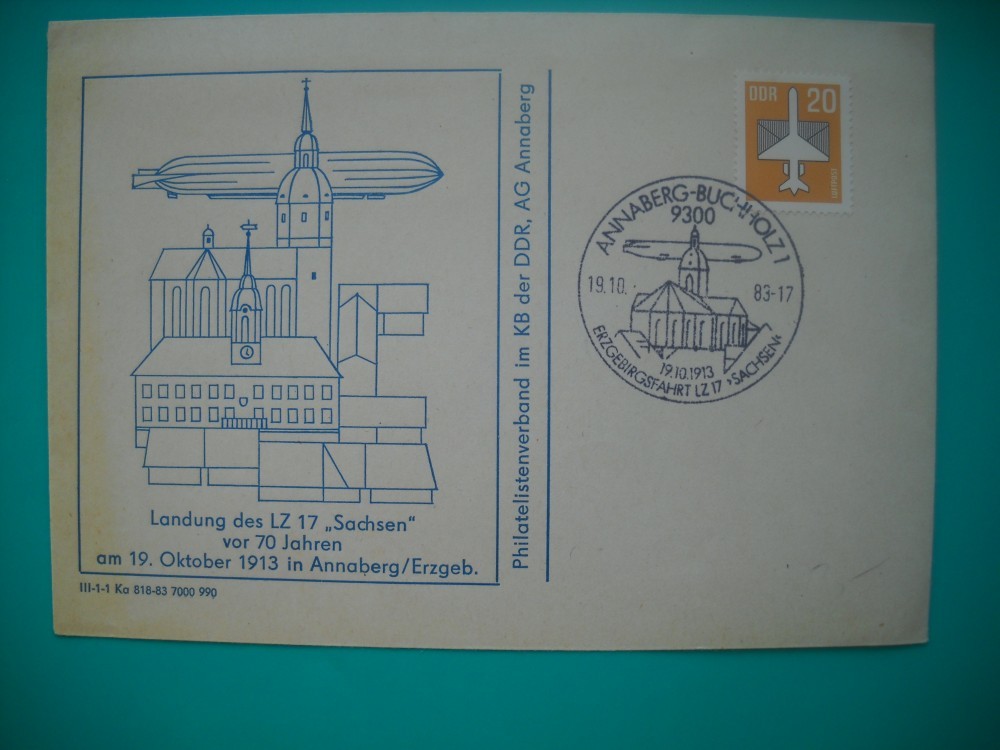 Landung des LZ 17 „Sachsen“
vor 70 Jahren
am 19. Oktober 1913 in Annaberg/Erzgeb.
III-1-1 Ka 818-83 7000 990
Philatelistenverband im KB der DDR, AG Annaberg
DDR 20
LUFTPOST
ANNABERG-BUCHHOLZ 1
9300
19.10. 83-17
19.10.1913
ERZGEBIRGSFAHRT LZ 17 ›SACHSEN‹